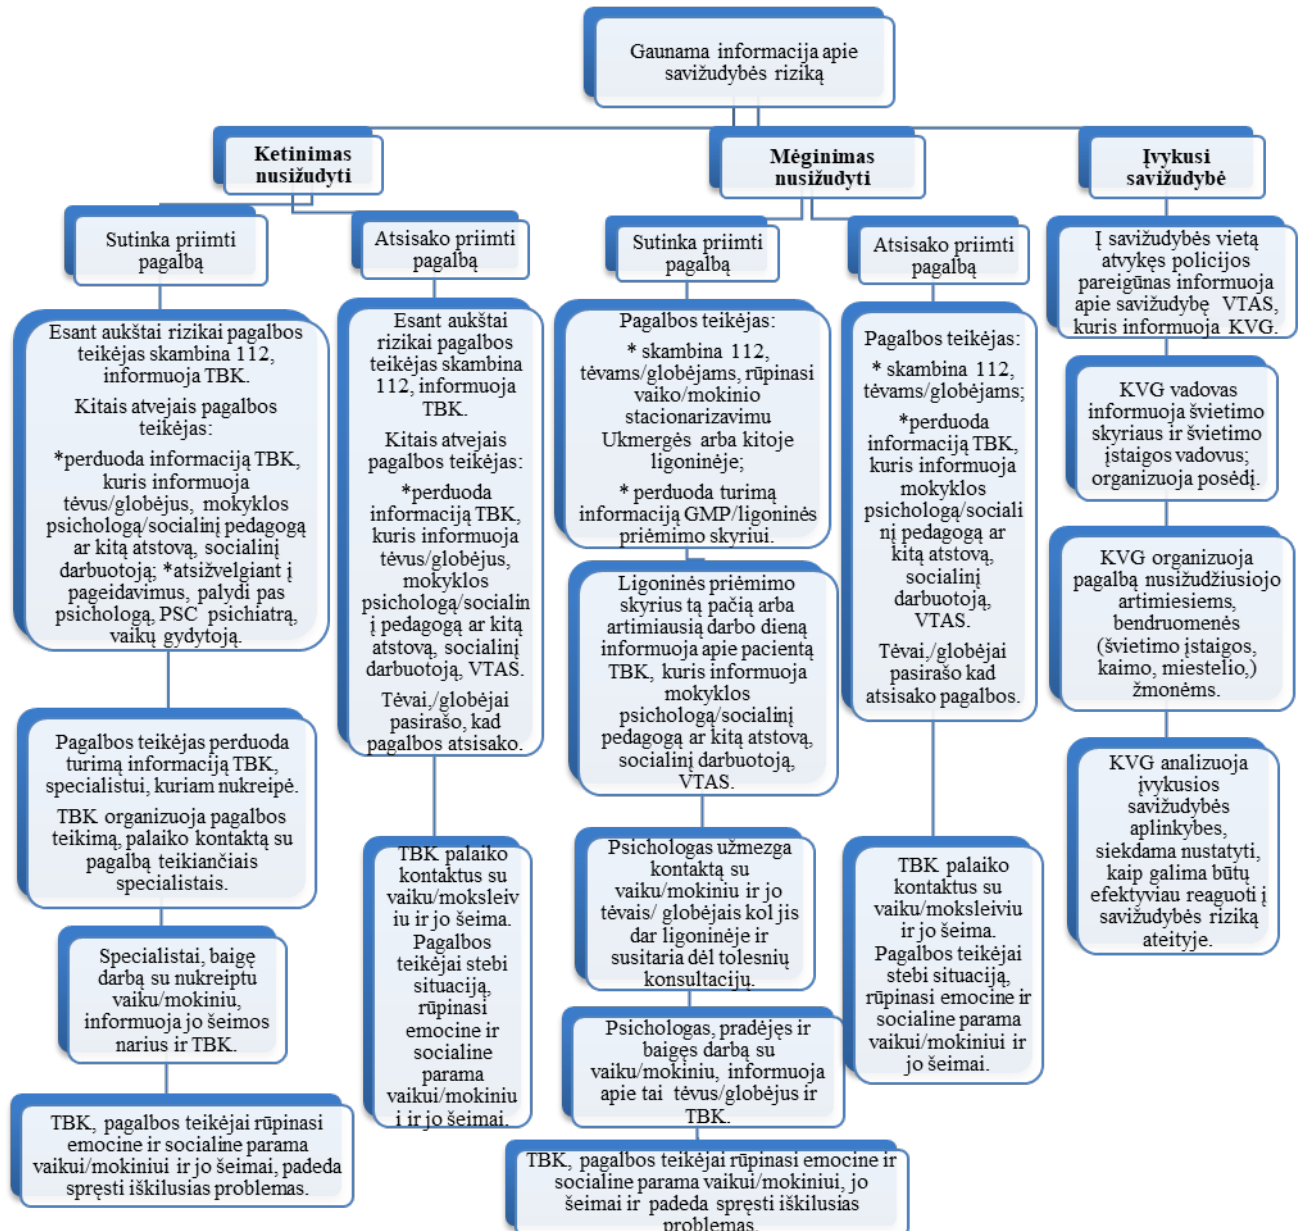 Gaunama informacija apie
savižudybės riziką
Ketinimas
nusižudyti
Sutinka priimti
pagalbą
Esant aukštai rizikai pagalbos
teikėjas skambina 112,
informuoja TBK.
Kitais atvejais pagalbos
teikėjas:
*perduoda informaciją TBK,
kuris informuoja
tėvus/globėjus, mokyklos
psichologą/socialinį pedagogą
ar kitą atstovą, socialinį
darbuotoją; *atsižvelgiant į
pageidavimus, palydi pas
psichologą, PSC psichiatrą,
vaikų gydytoją.
Pagalbos teikėjas perduoda
turimą informaciją TBK,
specialistui, kuriam nukreipė.
TBK organizuoja pagalbos
teikimą, palaiko kontaktą su
pagalbą teikiančiais
specialistais.
Specialistai, baigę
darbą su nukreiptu
vaiku/mokiniu,
informuoja jo šeimos
narius ir TBK.
TBK, pagalbos teikėjai rūpinasi
emocine ir socialine parama
vaikui/mokiniui ir jo šeimai, padeda
spręsti iškilusias problemas.
Atsisako priimti
pagalbą
Esant aukštai
rizikai pagalbos
teikėjas skambina
112, informuoja
TBK.
Kitais atvejais
pagalbos teikėjas:
*perduoda
informaciją TBK,
kuris informuoja
tėvus/globėjus,
mokyklos
psichologą/socialin
į pedagogą ar kitą
atstovą, socialinį
darbuotoją, VTAS.
Tėvai,/globėjai
pasirašo, kad
pagalbos atsisako.
TBK palaiko
kontaktus su
vaiku/moksleiv
iu ir jo šeima.
Pagalbos
teikėjai stebi
situaciją,
rūpinasi
emocine ir
socialine
parama
vaikui/mokiniu
i ir jo šeimai.
Mėginimas
nusižudyti
Sutinka priimti
pagalbą
Pagalbos teikėjas:
* skambina 112,
tėvams/globėjams, rūpinasi
vaiko/mokinio
stacionarizavimu
Ukmergės arba kitoje
ligoninėje;
* perduoda turimą
informaciją GMP/ligoninės
priėmimo skyriui.
Ligoninės priėmimo
skyrius tą pačią arba
artimiausią darbo dieną
informuoja apie pacientą
TBK, kuris informuoja
mokyklos
psichologą/socialinį
pedagogą ar kitą atstovą,
socialinį darbuotoją,
VTAS.
Psichologas užmezga
kontaktą su
vaiku/mokiniu ir jo
tėvais/ globėjais kol jis
dar ligoninėje ir
susitaria dėl tolesnių
konsultacijų.
Psichologas, pradėjęs ir
baigęs darbą su
vaiku/mokiniu, informuoja
apie tai tėvus/globėjus ir
TBK.
TBK, pagalbos teikėjai rūpinasi emocine ir
socialine parama vaikui/mokiniui, jo
šeimai ir padeda spręsti iškilusias
problemas.
Atsisako priimti
pagalbą
Pagalbos teikėjas:
* skambina 112,
tėvams/globėjams;
*perduoda
informaciją TBK,
kuris informuoja
mokyklos
psichologą/sociali
nį pedagogą ar
kitą atstovą,
socialinį
darbuotoją,
VTAS.
Tėvai,/globėjai
pasirašo kad
atsisako pagalbos.
TBK palaiko
kontaktus su
vaiku/moksleiviu
ir jo šeima.
Pagalbos teikėjai
stebi situaciją,
rūpinasi emocine ir
socialine parama
vaikui/mokiniui ir
jo šeimai.
Įvykusi
savižudybė
Į savižudybės vietą
atvykęs policijos
pareigūnas informuoja
apie savižudybę VTAS,
kuris informuoja KVG.
KVG vadovas
informuoja švietimo
skyriaus ir švietimo
įstaigos vadovus;
organizuoja posėdį.
KVG organizuoja
pagalbą nusižudžiusiojo
artimiesiems,
bendruomenės
(švietimo įstaigos,
kaimo, miestelio,)
žmonėms.
KVG analizuoja
įvykusios
savižudybės
aplinkybes,
siekdama nustatyti,
kaip galima būtų
efektyviau reaguoti į
savižudybės riziką
ateityje.